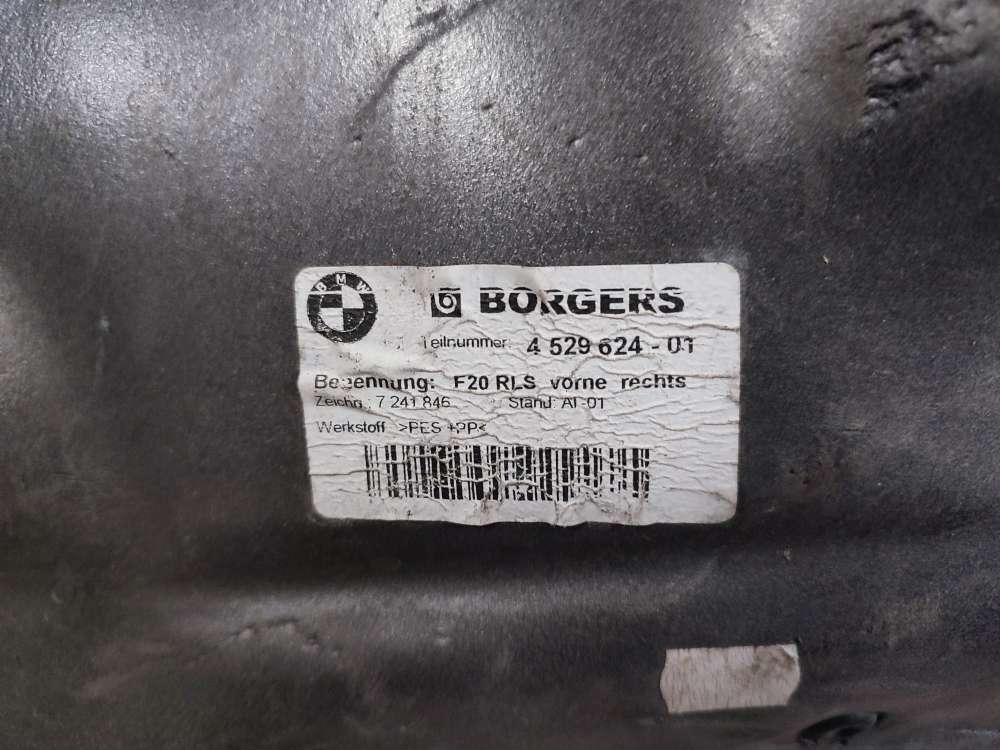 BMW
BORGERS
Teilnummer 4 529 624 - 01
Benennung: F20 RLS vorne rechts
Zeichn.: 7 241 846 Stand: AI-01
Werkstoff >PES+PP<